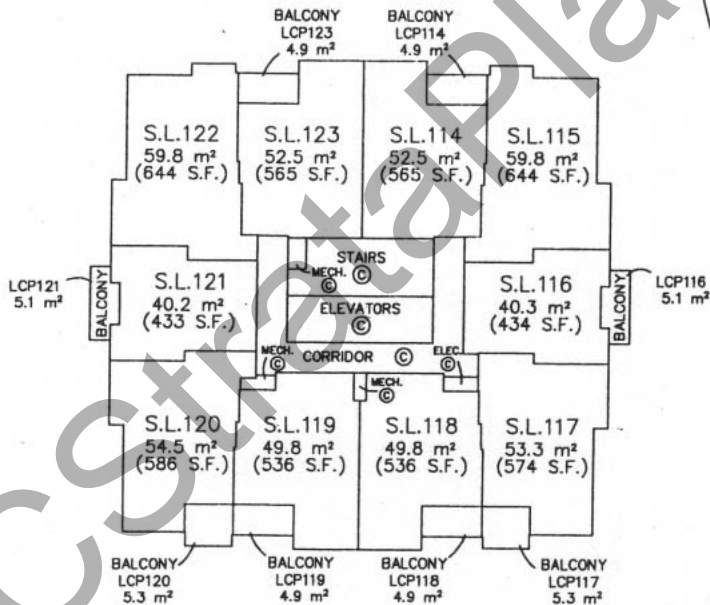 BALCONY
LCP123
4.9 m²
BALCONY
LCP114
4.9 m²
S.L.122
59.8 m²
(644 S.F.)
S.L.123
52.5 m²
(565 S.F.)
S.L.114
52.5 m²
(565 S.F.)
S.L.115
59.8 m²
(644 S.F.)
STAIRS
©
MECH.
©
ELEVATORS
©
LCP121
5.1 m²
BALCONY
S.L.121
40.2 m²
(433 S.F.)
S.L.116
40.3 m²
(434 S.F.)
BALCONY
LCP116
5.1 m²
MECH.
©
CORRIDOR ©
ELEC.
©
MECH.
©
S.L.120
54.5 m²
(586 S.F.)
S.L.119
49.8 m²
(536 S.F.)
S.L.118
49.8 m²
(536 S.F.)
S.L.117
53.3 m²
(574 S.F.)
BALCONY
LCP120
5.3 m²
BALCONY
LCP119
4.9 m²
BALCONY
LCP118
4.9 m²
BALCONY
LCP117
5.3 m²
CStrataPla